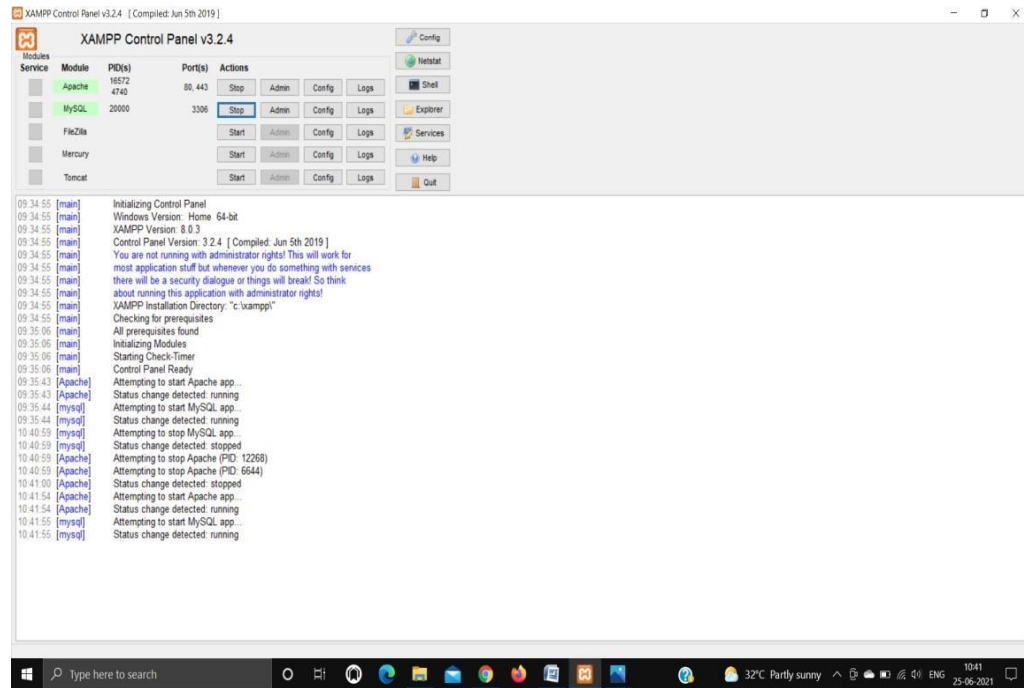 XAMPP Control Panel v3.2.4 [ Compiled: Jun 5th 2019 ]
XAMPP Control Panel v3.2.4
Config
Netstat
Shell
Explorer
Services
Help
Quit
Modules
Service Module PID(s) Port(s) Actions
Apache 16572 4740 80, 443 Stop Admin Config Logs
MySQL 20000 3306 Stop Admin Config Logs
FileZilla Start Admin Config Logs
Mercury Start Admin Config Logs
Tomcat Start Admin Config Logs
09:34:55 [main] Initializing Control Panel
09:34:55 [main] Windows Version: Home 64-bit
09:34:55 [main] XAMPP Version: 8.0.3
09:34:55 [main] Control Panel Version: 3.2.4 [ Compiled: Jun 5th 2019 ]
09:34:55 [main] You are not running with administrator rights! This will work for
09:34:55 [main] most application stuff but whenever you do something with services
09:34:55 [main] there will be a security dialogue or things will break! So think
09:34:55 [main] about running this application with administrator rights!
09:34:55 [main] XAMPP Installation Directory: "c:\xampp\"
09:34:55 [main] Checking for prerequisites
09:35:06 [main] All prerequisites found
09:35:06 [main] Initializing Modules
09:35:06 [main] Starting Check-Timer
09:35:06 [main] Control Panel Ready
09:35:43 [Apache] Attempting to start Apache app...
09:35:43 [Apache] Status change detected: running
09:35:44 [mysql] Attempting to start MySQL app...
09:35:44 [mysql] Status change detected: running
10:40:59 [mysql] Attempting to stop MySQL app...
10:40:59 [mysql] Status change detected: stopped
10:40:59 [Apache] Attempting to stop Apache (PID: 12268)
10:40:59 [Apache] Attempting to stop Apache (PID: 6644)
10:41:00 [Apache] Status change detected: stopped
10:41:54 [Apache] Attempting to start Apache app...
10:41:54 [Apache] Status change detected: running
10:41:55 [mysql] Attempting to start MySQL app...
10:41:55 [mysql] Status change detected: running
Type here to search
32°C Partly sunny
ENG
10:41
25-06-2021